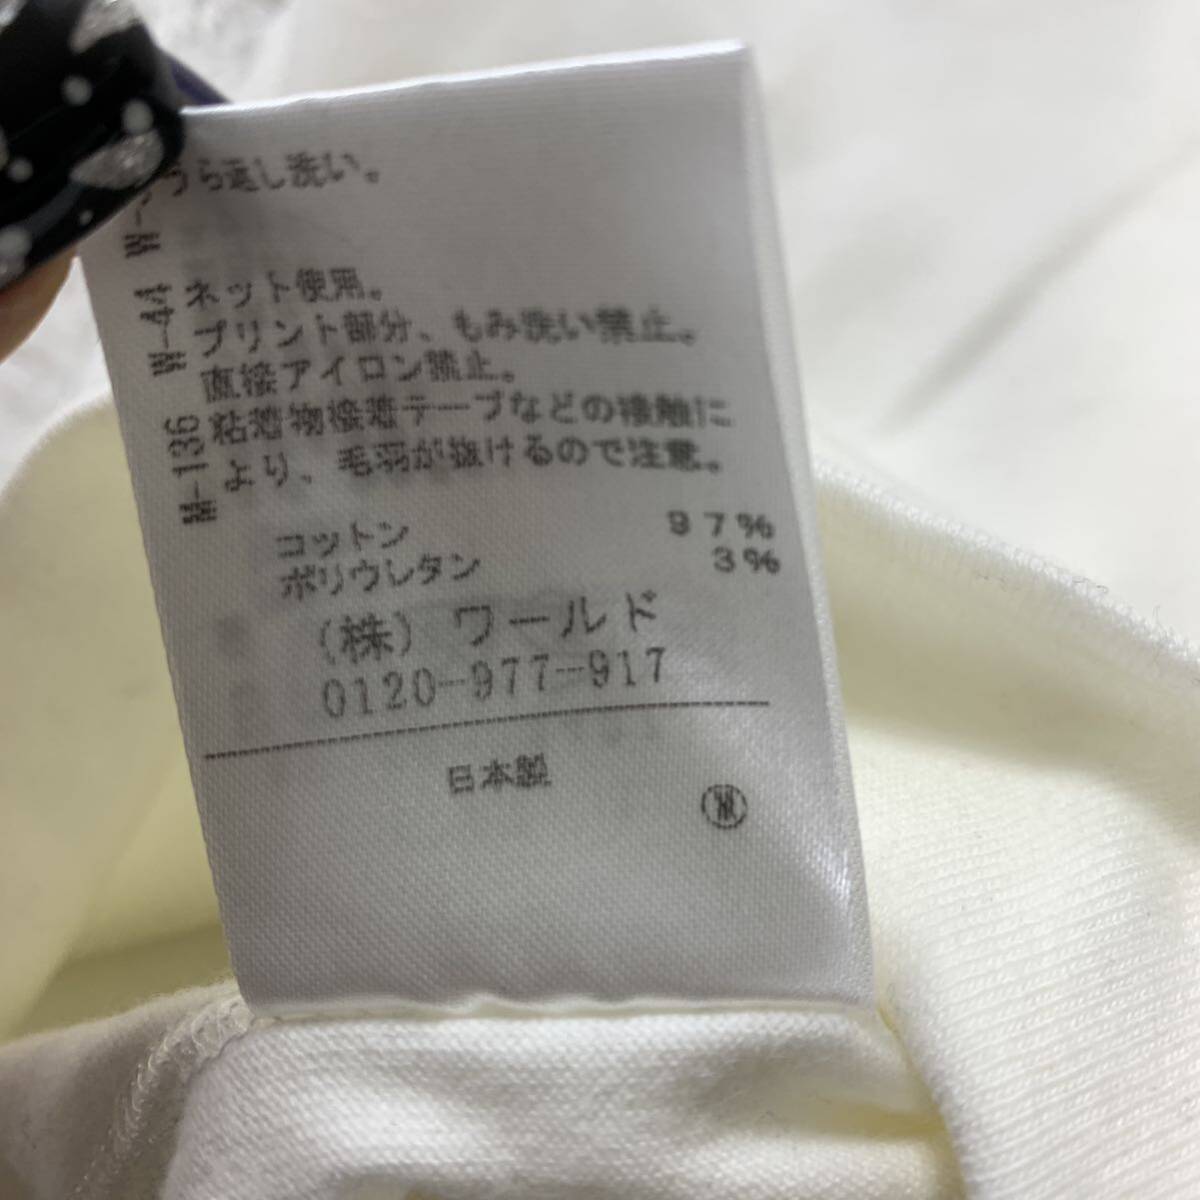 うら返し洗い。
W-44 ネット使用。
プリント部分、もみ洗い禁止。
直接アイロン禁止。
M-136 粘着物接着テープなどの接触に
より、毛羽が抜けるので注意。
コットン 97%
ポリウレタン 3%
(株) ワールド
0120-977-917
日本製